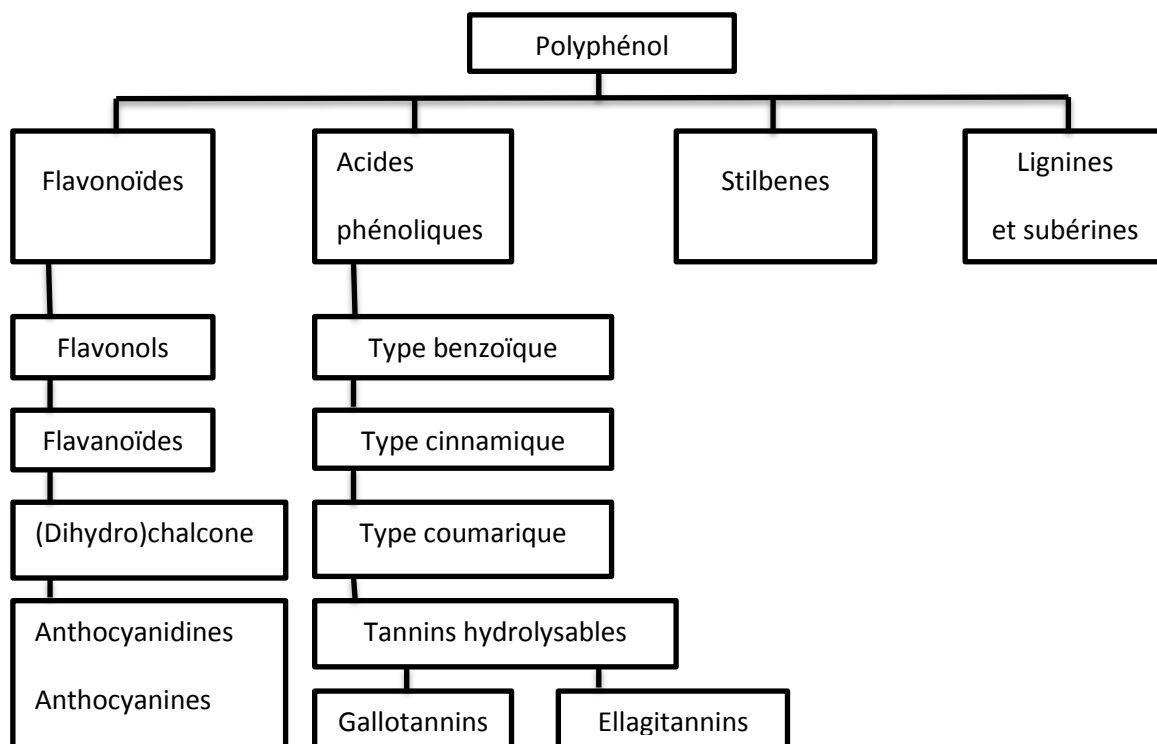 Polyphénol
Flavonoïdes
Acides
phénoliques
Stilbenes
Lignines
et subérines
Flavonols
Type benzoïque
Flavanoïdes
Type cinnamique
(Dihydro)chalcone
Type coumarique
Anthocyanidines
Anthocyanines
Tannins hydrolysables
Gallotannins
Ellagitannins